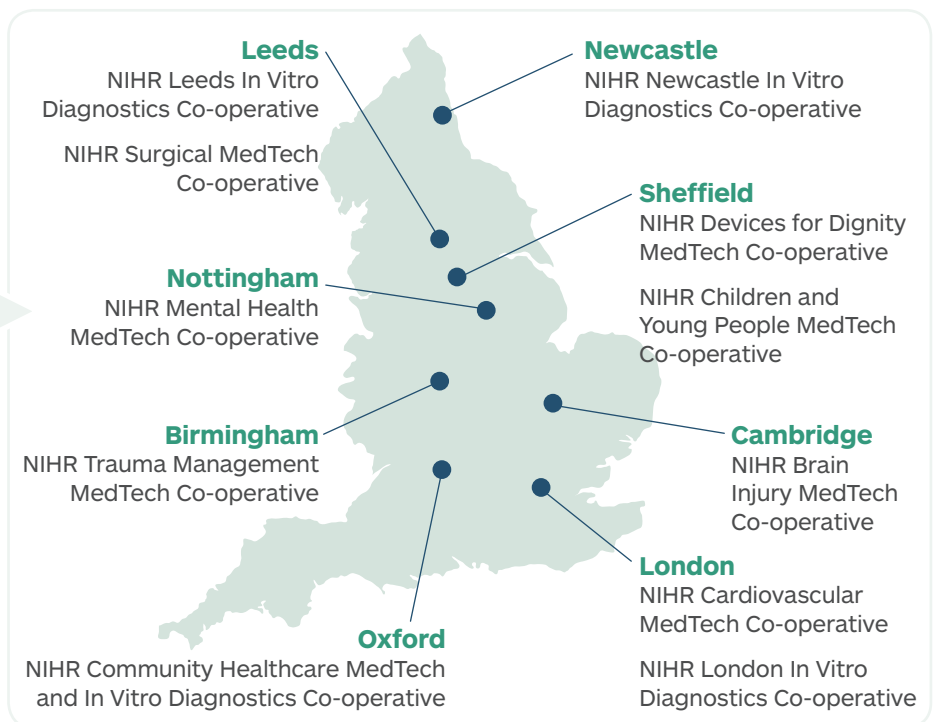 Leeds
NIHR Leeds In Vitro
Diagnostics Co-operative
NIHR Surgical MedTech
Co-operative
Newcastle
NIHR Newcastle In Vitro
Diagnostics Co-operative
Sheffield
NIHR Devices for Dignity
MedTech Co-operative
NIHR Children and
Young People MedTech
Co-operative
Nottingham
NIHR Mental Health
MedTech Co-operative
Birmingham
NIHR Trauma Management
MedTech Co-operative
Cambridge
NIHR Brain
Injury MedTech
Co-operative
London
NIHR Cardiovascular
MedTech Co-operative
NIHR London In Vitro
Diagnostics Co-operative
Oxford
NIHR Community Healthcare MedTech
and In Vitro Diagnostics Co-operative